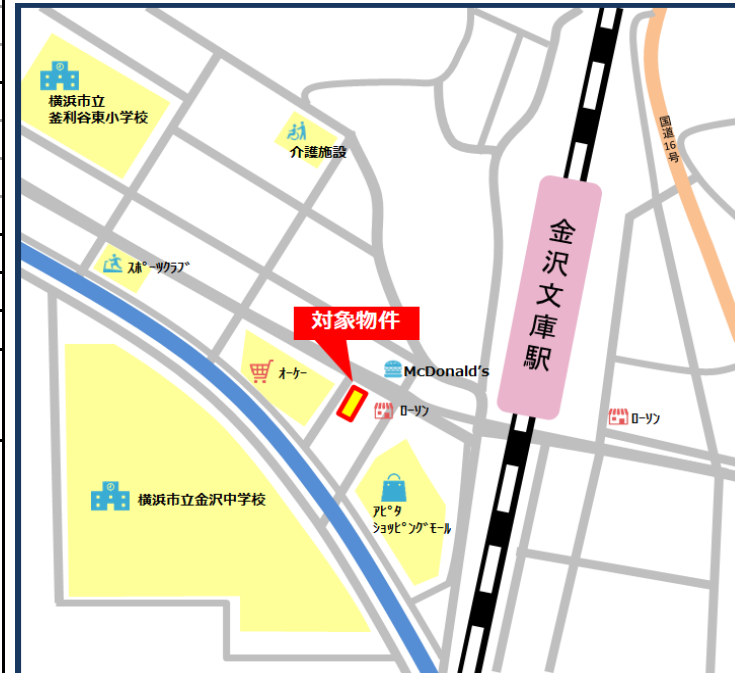 横浜市立
釜利谷東小学校
介護施設
国道16号
金沢文庫駅
ｽﾎﾟｰﾂｸﾗﾌﾞ
対象物件
ｵｰｹｰ
McDonald's
ﾛｰｿﾝ
ﾛｰｿﾝ
横浜市立金沢中学校
ｱﾋﾟﾀ
ｼｮｯﾋﾟﾝｸﾞﾓｰﾙ